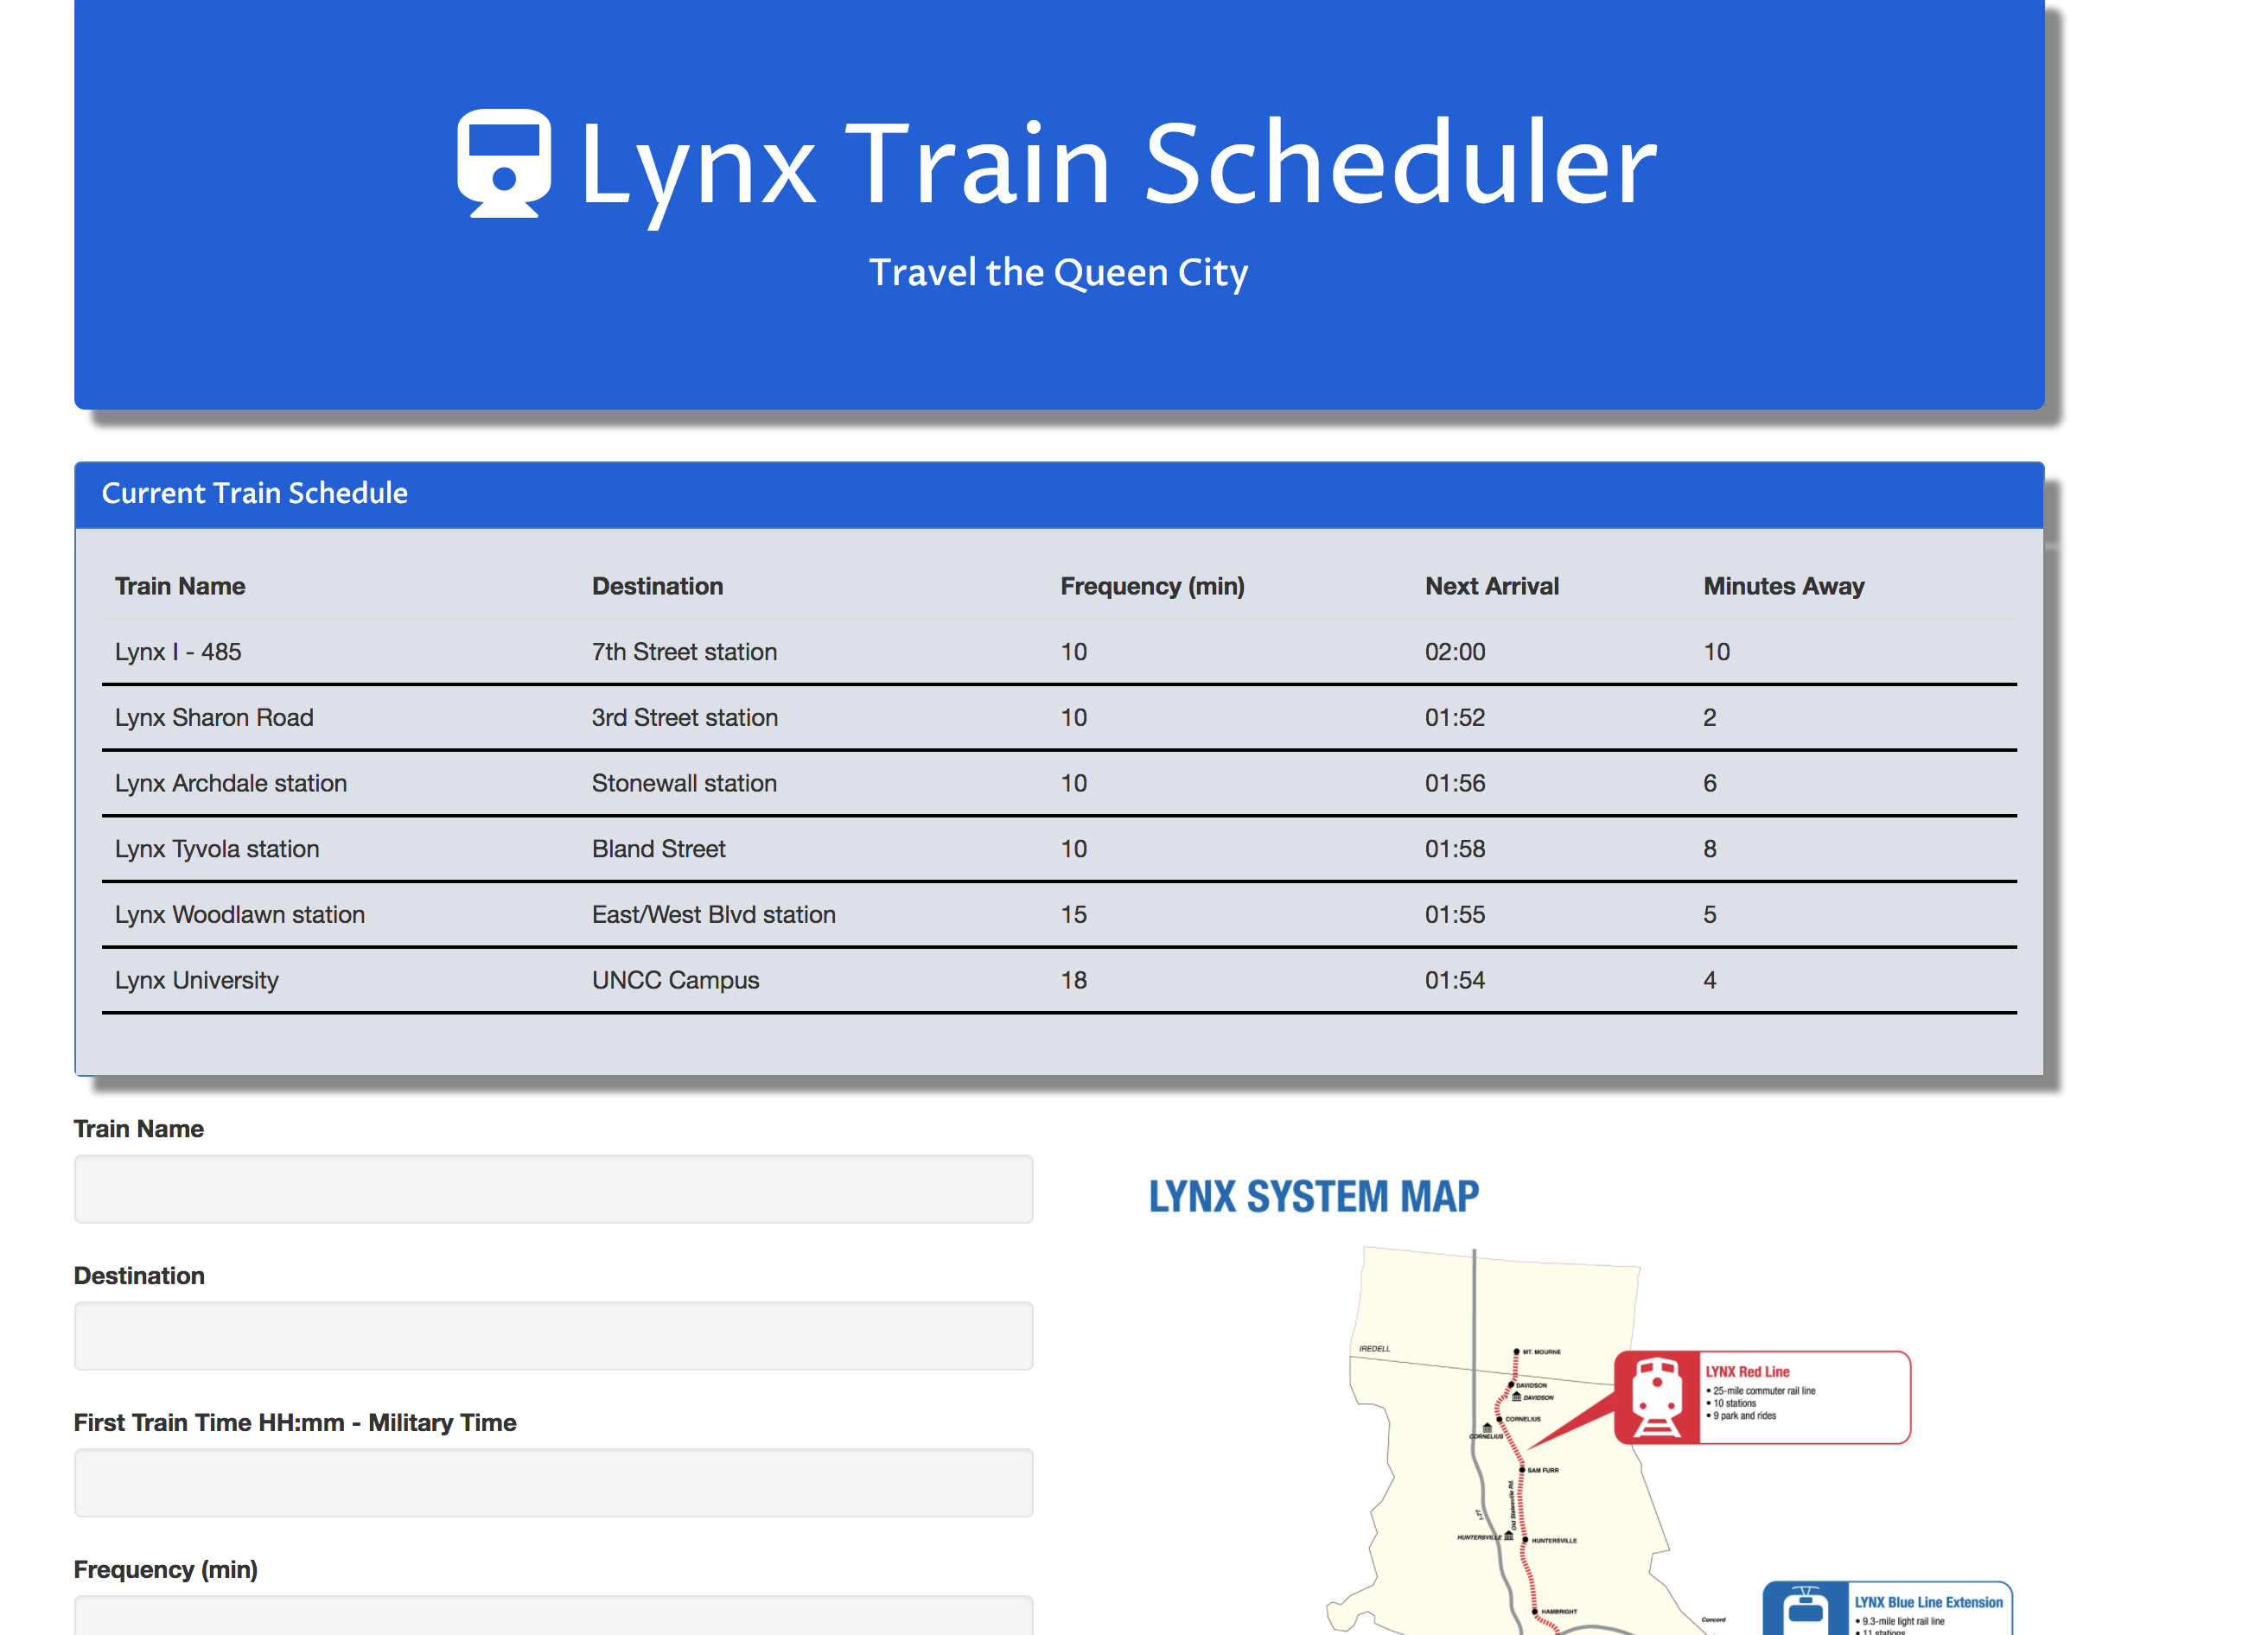 Lynx Train Scheduler
Travel the Queen City
Current Train Schedule
Train Name Destination Frequency (min) Next Arrival Minutes Away
Lynx I - 485 7th Street station 10 02:00 10
Lynx Sharon Road 3rd Street station 10 01:52 2
Lynx Archdale station Stonewall station 10 01:56 6
Lynx Tyvola station Bland Street 10 01:58 8
Lynx Woodlawn station East/West Blvd station 15 01:55 5
Lynx University UNCC Campus 18 01:54 4
Train Name
Destination
First Train Time HH:mm - Military Time
Frequency (min)
LYNX SYSTEM MAP
IREDELL
MT. MOURNE
DAVIDSON
DAVIDSON
CORNELIUS
CORNELIUS
SAM FURR
Old Statesville Rd.
I-77
HUNTERSVILLE
HUNTERSVILLE
HAMBRIGHT
Concord
LYNX Red Line
• 25-mile commuter rail line
• 10 stations
• 9 park and rides
LYNX Blue Line Extension
• 9.3-mile light rail line
• 11 stations